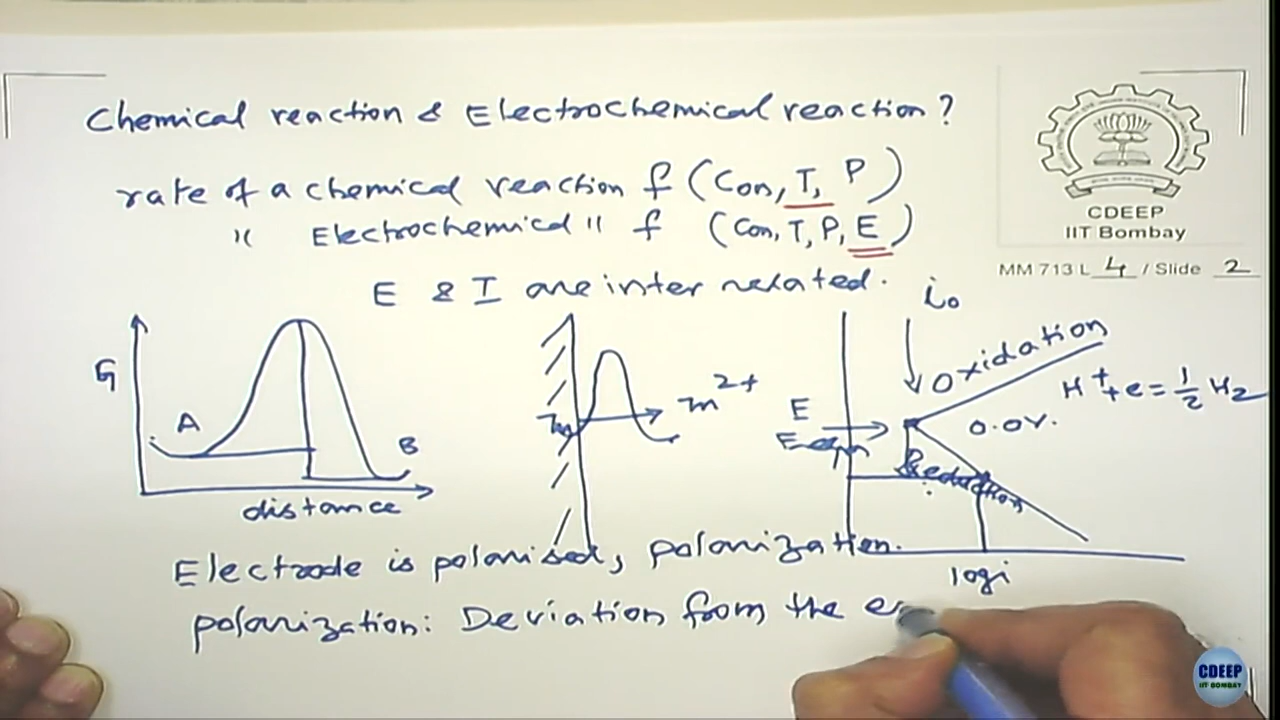 Chemical reaction & Electrochemical reaction?
rate of a chemical reaction f (Con, T, P)
" Electrochemical " f (Con, T, P, E)
E & I are inter related.
CDEEP
IIT Bombay
MM 713 L 4 / Slide 2
i₀
G
A
B
distance
m²⁺
E
Eeqm
Oxidation
H⁺ + e = 1/2 H₂
0.0V.
Reduction
log i
Electrode is polarised, polarization.
polarization: Deviation from the
CDEEP
IIT BOMBAY